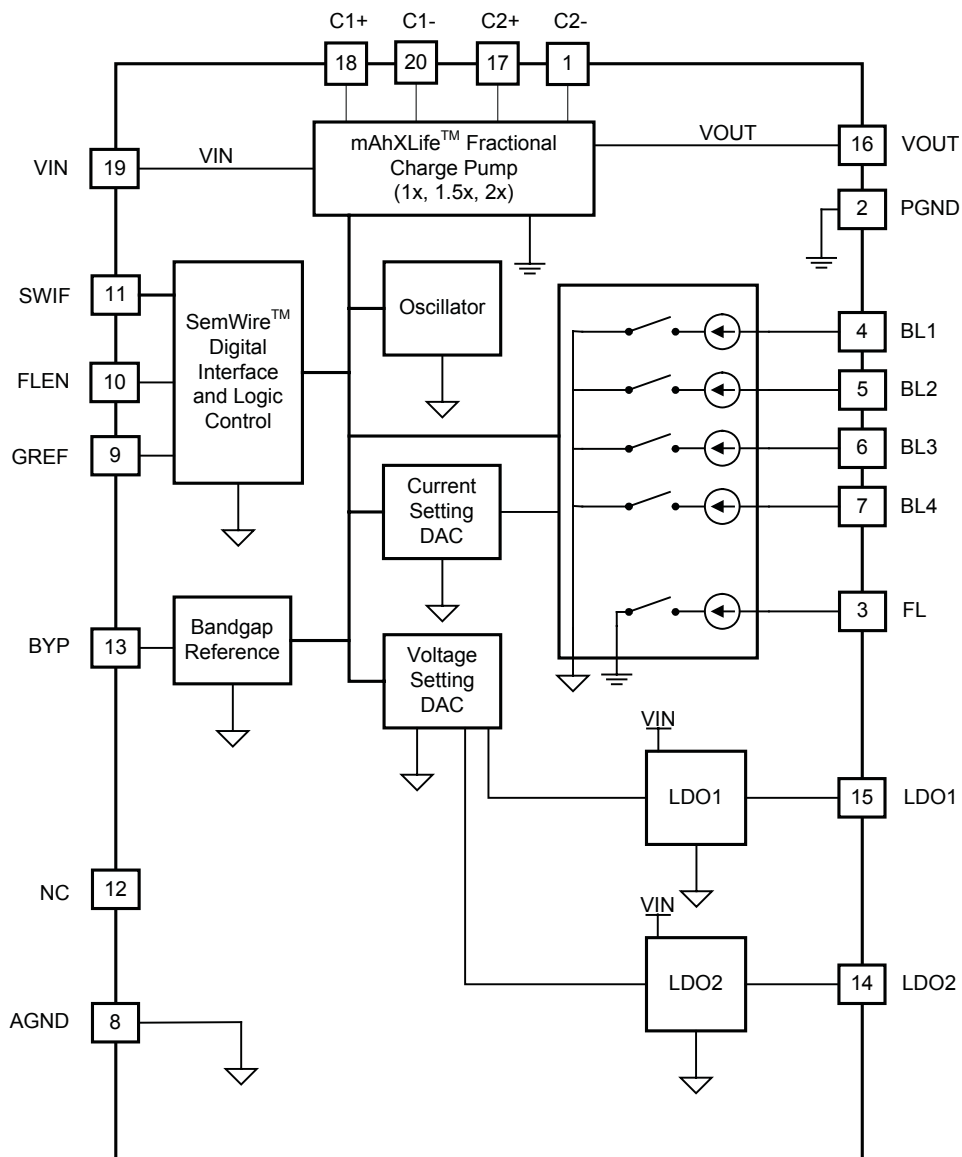 C1+ C1- C2+ C2-
18 20 17 1
mAhXLife™ Fractional
Charge Pump
(1x, 1.5x, 2x)
VIN 19 VIN
VOUT 16 VOUT
2 PGND
SWIF 11
FLEN 10
GREF 9
SemWire™
Digital
Interface
and Logic
Control
Oscillator
4 BL1
5 BL2
6 BL3
7 BL4
3 FL
Current
Setting
DAC
BYP 13
Bandgap
Reference
Voltage
Setting
DAC
VIN
LDO1
15 LDO1
NC 12
VIN
LDO2
14 LDO2
AGND 8